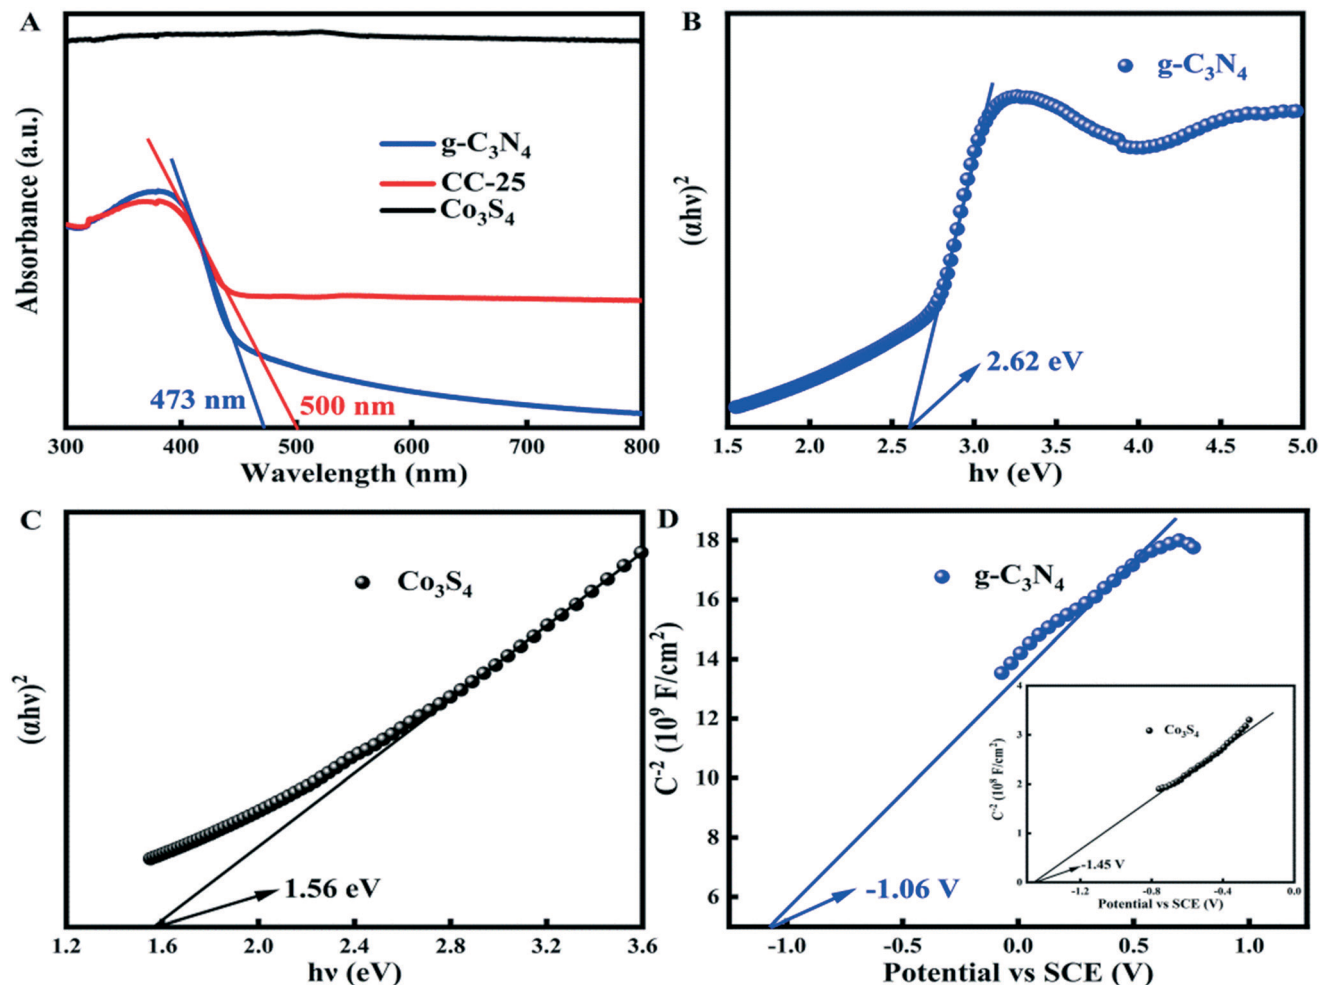 A
g-C₃N₄
CC-25
Co₃S₄
473 nm
500 nm
Absorbance (a.u.)
300 400 500 600 700 800
Wavelength (nm)
B
g-C₃N₄
2.62 eV
(αhν)²
1.5 2.0 2.5 3.0 3.5 4.0 4.5 5.0
hν (eV)
C
Co₃S₄
1.56 eV
(αhν)²
1.2 1.6 2.0 2.4 2.8 3.2 3.6
hν (eV)
D
g-C₃N₄
-1.06 V
C⁻² (10⁹ F/cm²)
18
16
14
18
10
8
6
-1.0 -0.5 0.0 0.5 1.0
Potential vs SCE (V)
Co₃S₄
-1.45 V
C⁻² (10⁸ F/cm²)
4
3
2
1
0
-1.2 -0.8 -0.4 0.0
Potential vs SCE (V)